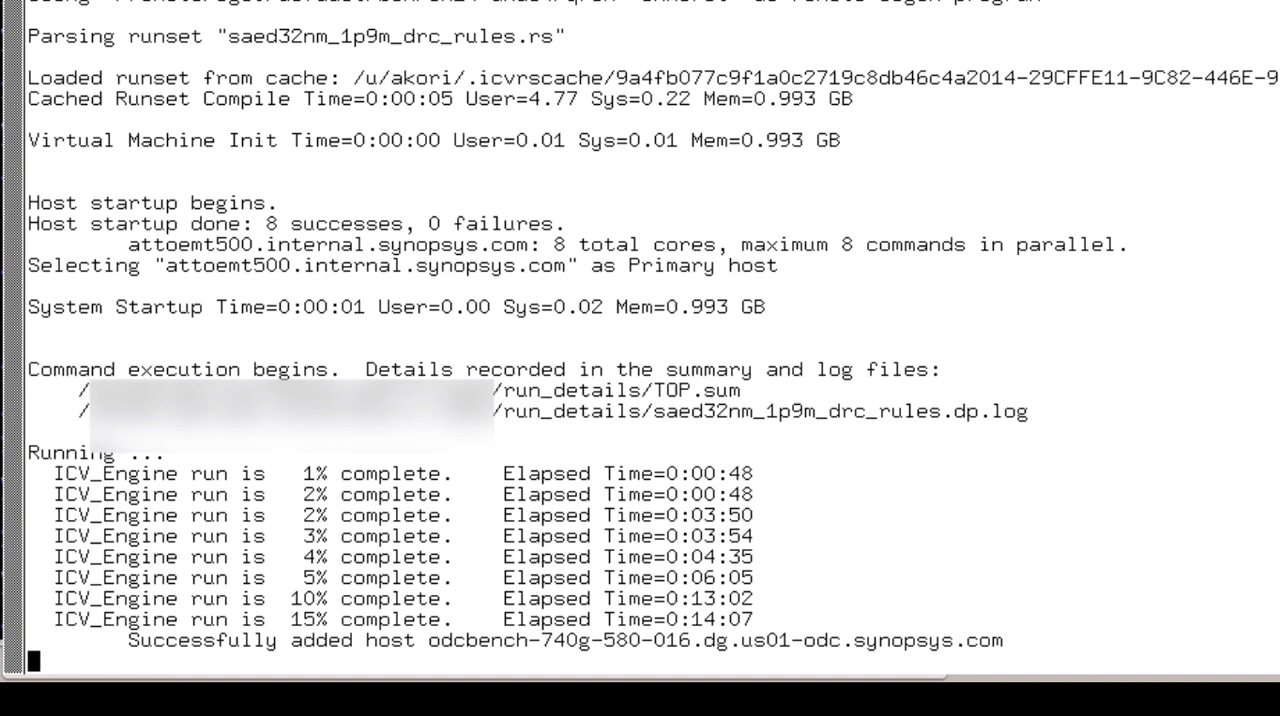 Parsing runset "saed32nm_1p9m_drc_rules.rs"
Loaded runset from cache: /u/akori/.icvrscache/9a4fb077c9f1a0c2719c8db46c4a2014-29CFFE11-9C82-446E-9
Cached Runset Compile Time=0:00:05 User=4.77 Sys=0.22 Mem=0.993 GB
Virtual Machine Init Time=0:00:00 User=0.01 Sys=0.01 Mem=0.993 GB
Host startup begins.
Host startup done: 8 successes, 0 failures.
attoemt500.internal.synopsys.com: 8 total cores, maximum 8 commands in parallel.
Selecting "attoemt500.internal.synopsys.com" as Primary host
System Startup Time=0:00:01 User=0.00 Sys=0.02 Mem=0.993 GB
Command execution begins.  Details recorded in the summary and log files:
/ /run_details/TOP.sum
/ /run_details/saed32nm_1p9m_drc_rules.dp.log
Running ...
ICV_Engine run is   1% complete.    Elapsed Time=0:00:48
ICV_Engine run is   2% complete.    Elapsed Time=0:00:48
ICV_Engine run is   2% complete.    Elapsed Time=0:03:50
ICV_Engine run is   3% complete.    Elapsed Time=0:03:54
ICV_Engine run is   4% complete.    Elapsed Time=0:04:35
ICV_Engine run is   5% complete.    Elapsed Time=0:06:05
ICV_Engine run is  10% complete.    Elapsed Time=0:13:02
ICV_Engine run is  15% complete.    Elapsed Time=0:14:07
Successfully added host odcbench-740g-580-016.dg.us01-odc.synopsys.com